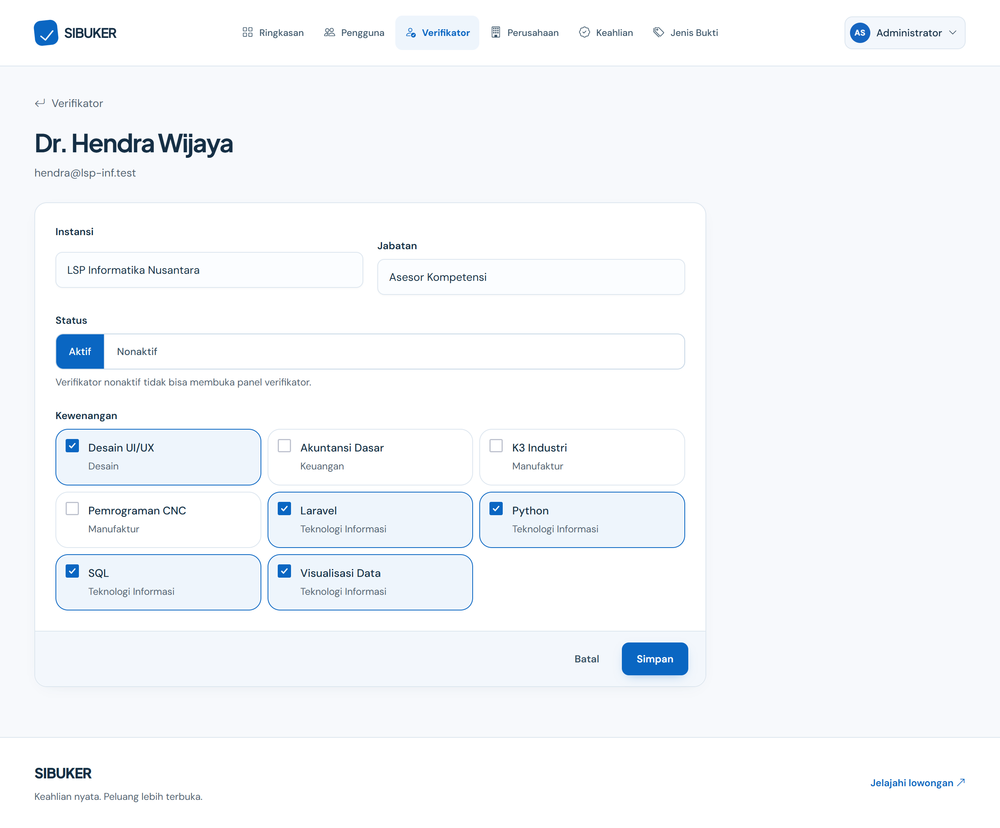 SIBUKER
Ringkasan
Pengguna
Verifikator
Perusahaan
Keahlian
Jenis Bukti
AS
Administrator
Verifikator
Dr. Hendra Wijaya
hendra@lsp-inf.test
Instansi
LSP Informatika Nusantara
Jabatan
Asesor Kompetensi
Status
Aktif
Nonaktif
Verifikator nonaktif tidak bisa membuka panel verifikator.
Kewenangan
Desain UI/UX
Desain
Akuntansi Dasar
Keuangan
K3 Industri
Manufaktur
Pemrograman CNC
Manufaktur
Laravel
Teknologi Informasi
Python
Teknologi Informasi
SQL
Teknologi Informasi
Visualisasi Data
Teknologi Informasi
Batal
Simpan
SIBUKER
Keahlian nyata. Peluang lebih terbuka.
Jelajahi lowongan